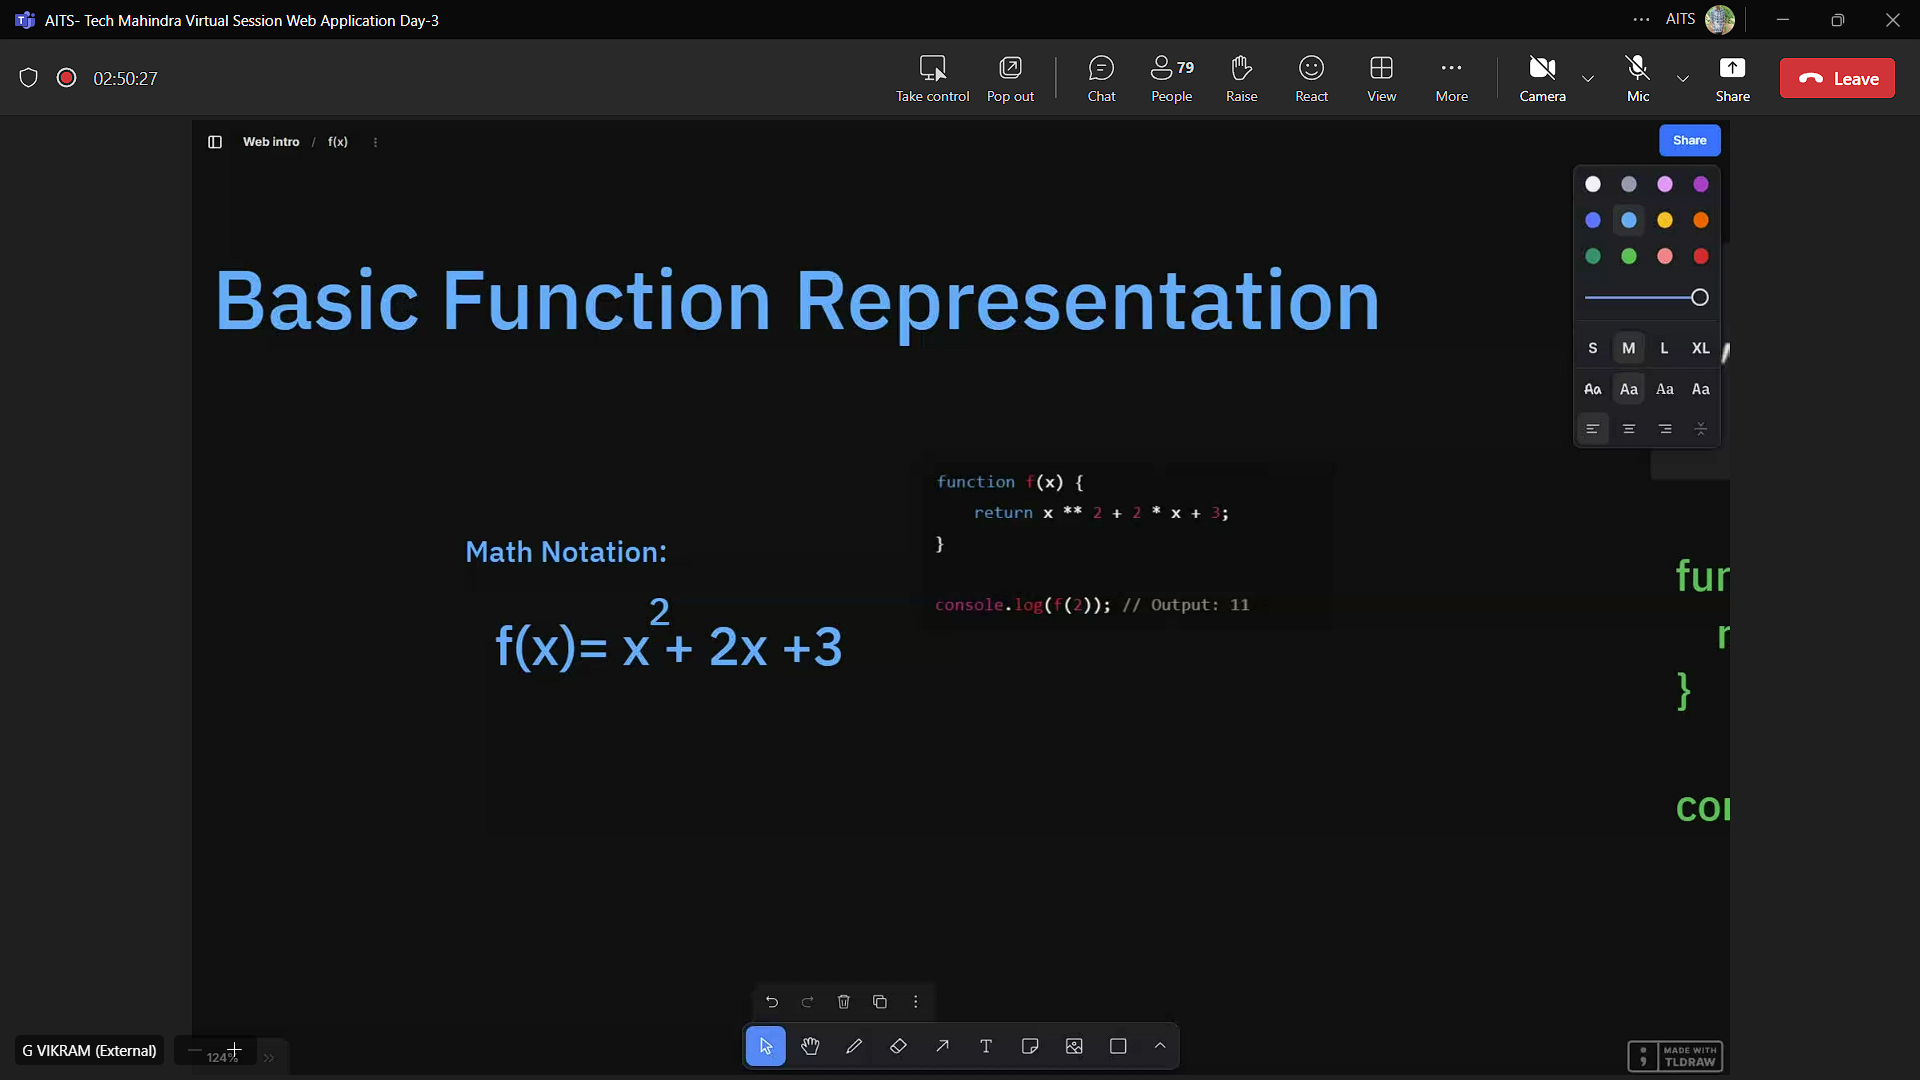 AITS- Tech Mahindra Virtual Session Web Application Day-3
AITS
02:50:27
Take control
Pop out
Chat
79
People
Raise
React
View
More
Camera
Mic
Share
Leave
Web intro / f(x)
Share
Basic Function Representation
S M L XL
Aa Aa Aa Aa
function f(x) {
return x ** 2 + 2 * x + 3;
}
console.log(f(2)); // Output: 11
Math Notation:
f(x)= x² + 2x +3
fun
r
}
con
G VIKRAM (External)
124%
MADE WITH
TLDRAW